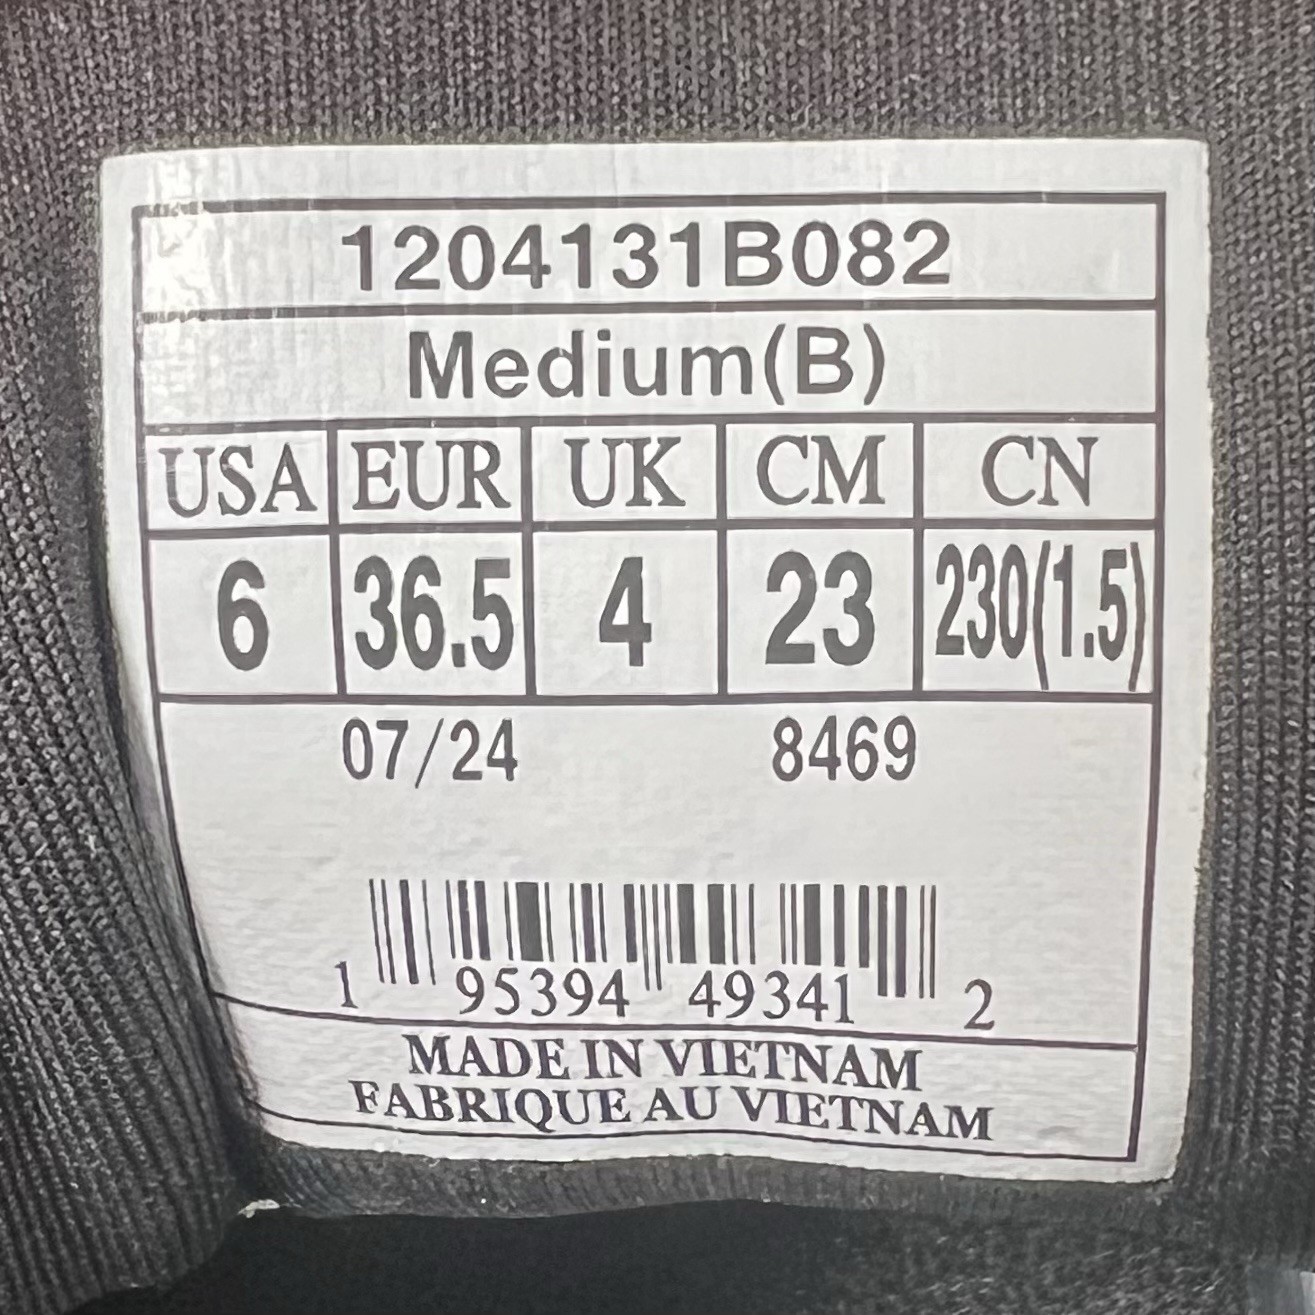 1204131B082
Medium(B)
USA EUR UK CM CN
6 36.5 4 23 230(1.5)
07/24 8469
1 95394 49341 2
MADE IN VIETNAM
FABRIQUE AU VIETNAM